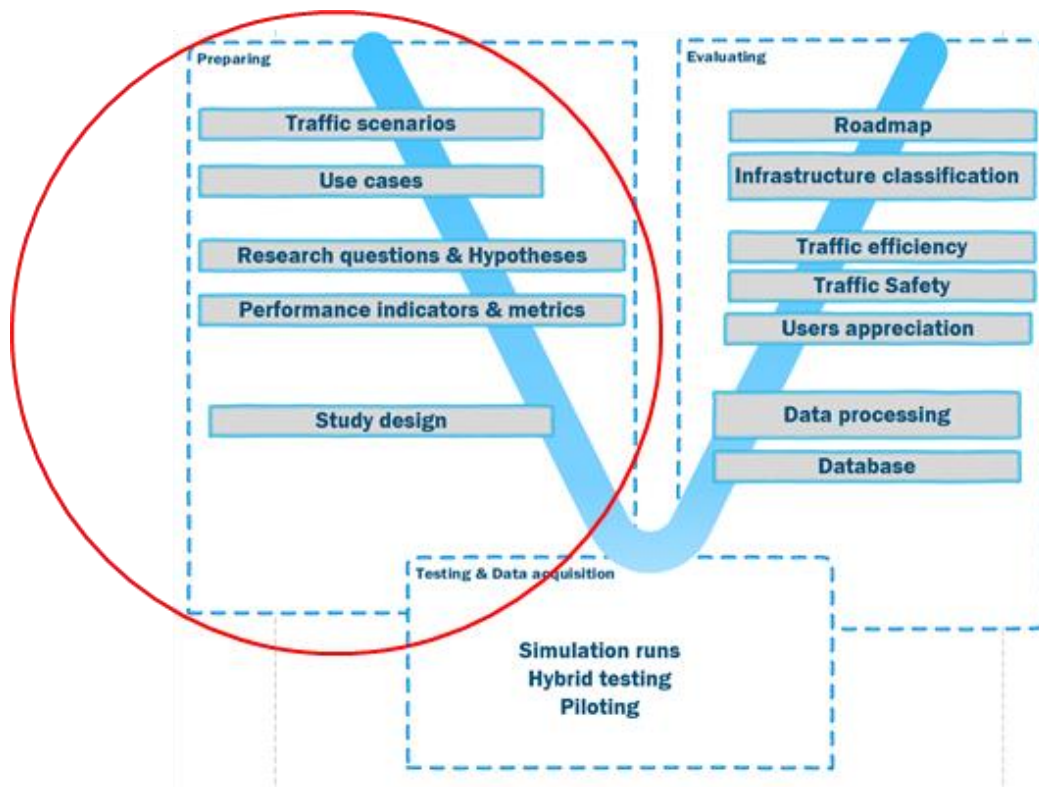 Preparing
Traffic scenarios
Use cases
Research questions & Hypotheses
Performance indicators & metrics
Study design
Evaluating
Roadmap
Infrastructure classification
Traffic efficiency
Traffic Safety
Users appreciation
Data processing
Database
Testing & Data acquisition
Simulation runs
Hybrid testing
Piloting